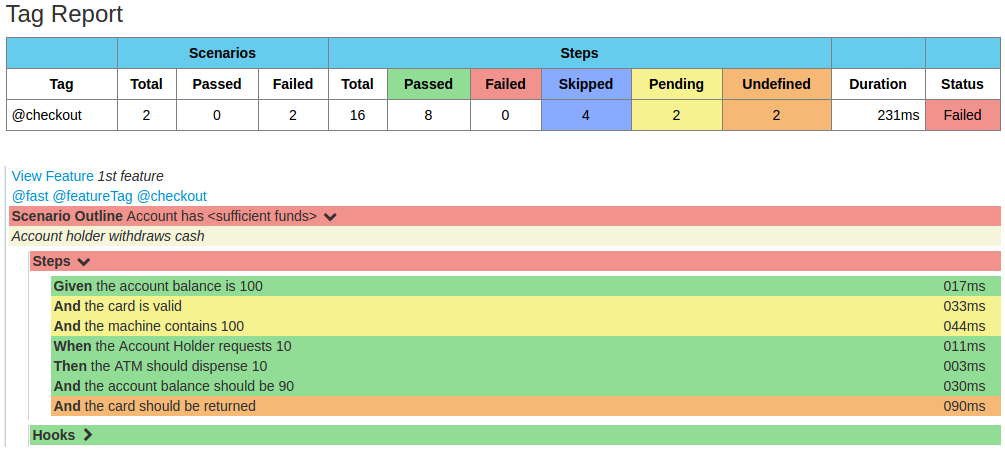 Tag Report
Scenarios Steps
Tag Total Passed Failed Total Passed Failed Skipped Pending Undefined Duration Status
@checkout 2 0 2 16 8 0 4 2 2 231ms Failed
View Feature 1st feature
@fast @featureTag @checkout
Scenario Outline Account has <sufficient funds>
Account holder withdraws cash
Steps
Given the account balance is 100 017ms
And the card is valid 033ms
And the machine contains 100 044ms
When the Account Holder requests 10 011ms
Then the ATM should dispense 10 003ms
And the account balance should be 90 030ms
And the card should be returned 090ms
Hooks